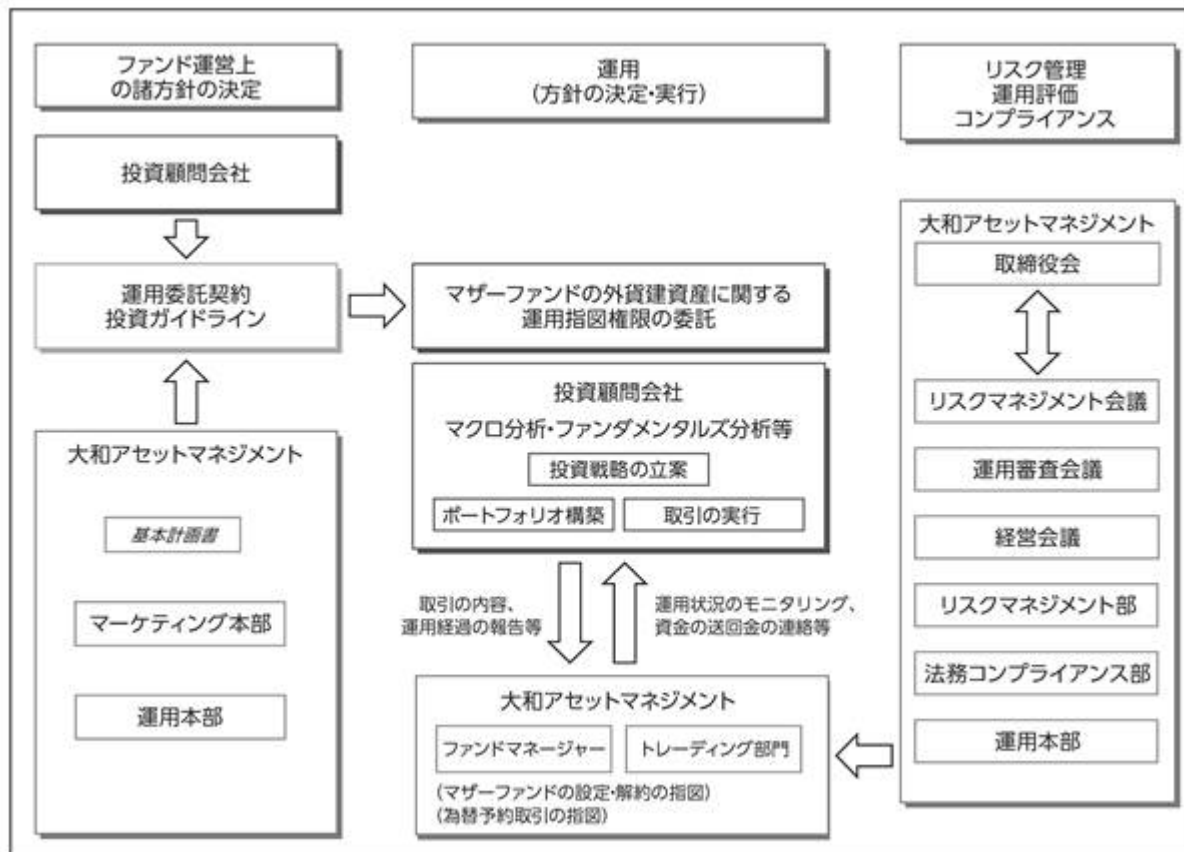 ファンド運営上
の諸方針の決定
運用
(方針の決定・実行)
リスク管理
運用評価
コンプライアンス
投資顧問会社
運用委託契約
投資ガイドライン
大和アセットマネジメント
基本計画書
マーケティング本部
運用本部
マザーファンドの外貨建資産に関する
運用指図権限の委託
投資顧問会社
マクロ分析・ファンダメンタルズ分析等
投資戦略の立案
ポートフォリオ構築
取引の実行
取引の内容、
運用経過の報告等
運用状況のモニタリング、
資金の送回金の連絡等
大和アセットマネジメント
ファンドマネージャー
トレーディング部門
(マザーファンドの設定・解約の指図)
(為替予約取引の指図)
大和アセットマネジメント
取締役会
リスクマネジメント会議
運用審査会議
経営会議
リスクマネジメント部
法務コンプライアンス部
運用本部